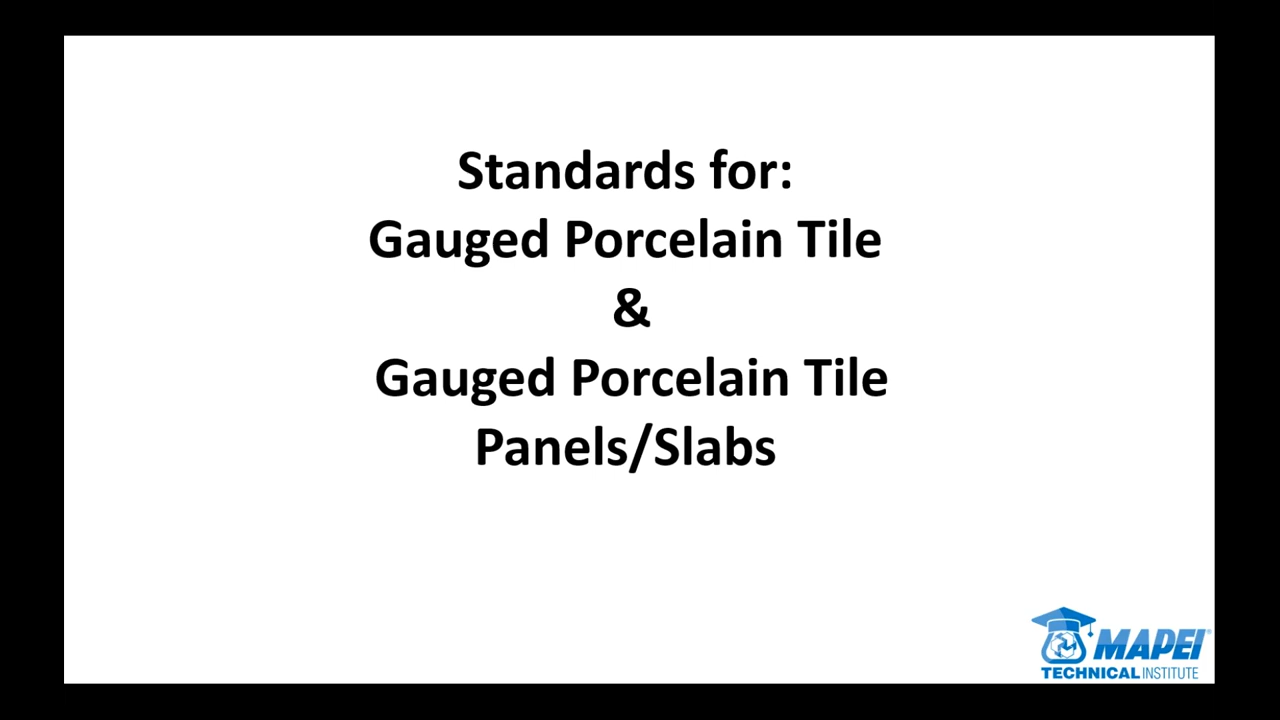 Standards for:
Gauged Porcelain Tile
&
Gauged Porcelain Tile
Panels/Slabs
MAPEI®
TECHNICAL INSTITUTE